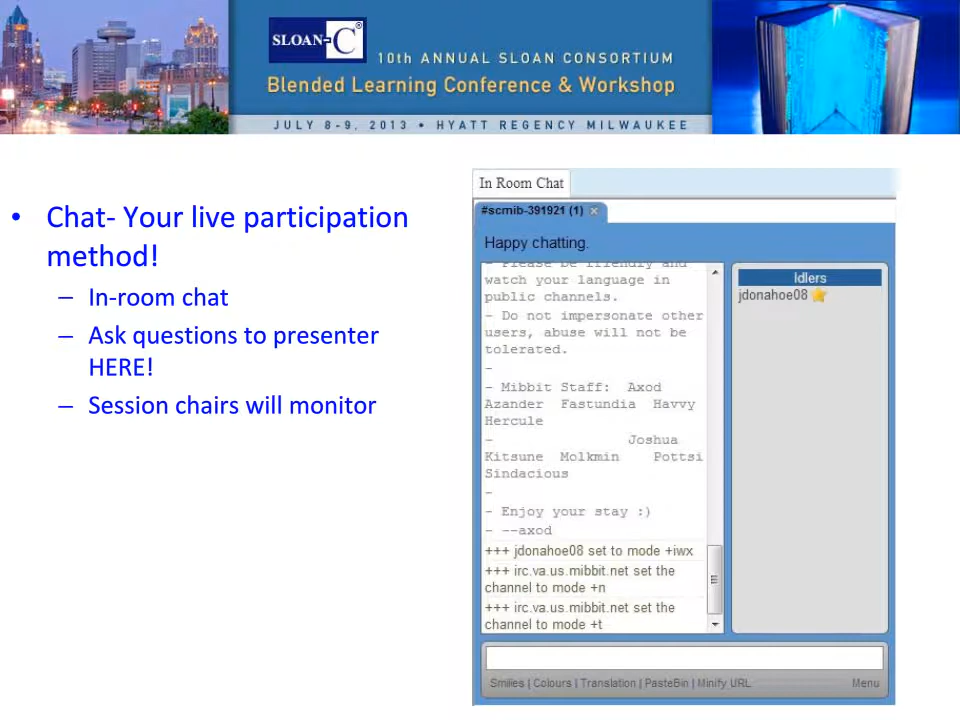 SLOAN-C®
10th ANNUAL SLOAN CONSORTIUM
Blended Learning Conference & Workshop
JULY 8-9, 2013 • HYATT REGENCY MILWAUKEE
• Chat- Your live participation
method!
– In-room chat
– Ask questions to presenter
HERE!
– Session chairs will monitor
In Room Chat
#scmib-391921 (1) x
Happy chatting.
- Please be friendly and
watch your language in
public channels.
- Do not impersonate other
users, abuse will not be
tolerated.
-
- Mibbit Staff: Axod
Azander Fastundia Havvy
Hercule
- Joshua
Kitsune Molkmin Pottsi
Sindacious
-
- Enjoy your stay :)
- --axod
+++ jdonahoe08 set to mode +iwx
+++ irc.va.us.mibbit.net set the
channel to mode +n
+++ irc.va.us.mibbit.net set the
channel to mode +t
Idlers
jdonahoe08
Smilies | Colours | Translation | PasteBin | Minify URL Menu